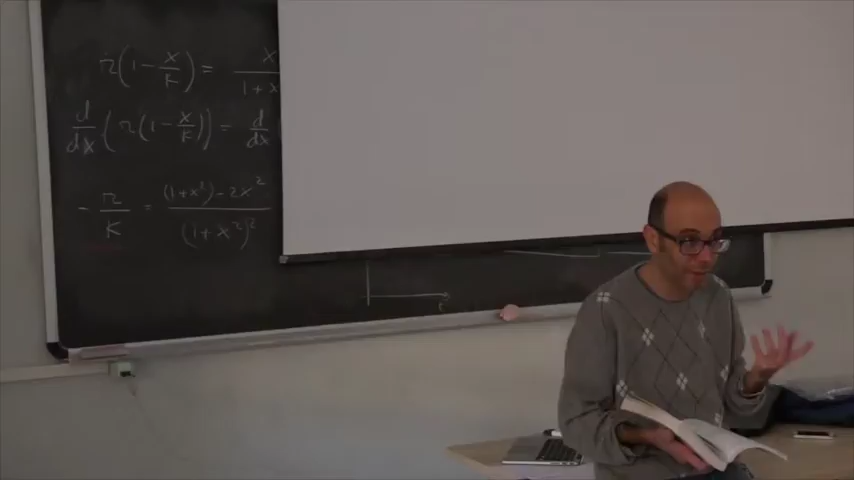 r(1-x/K) = x/1+x
d/dx (r(1-x/K)) = d/dx
-r/K = (1+x²)-2x²/(1+x²)²
t